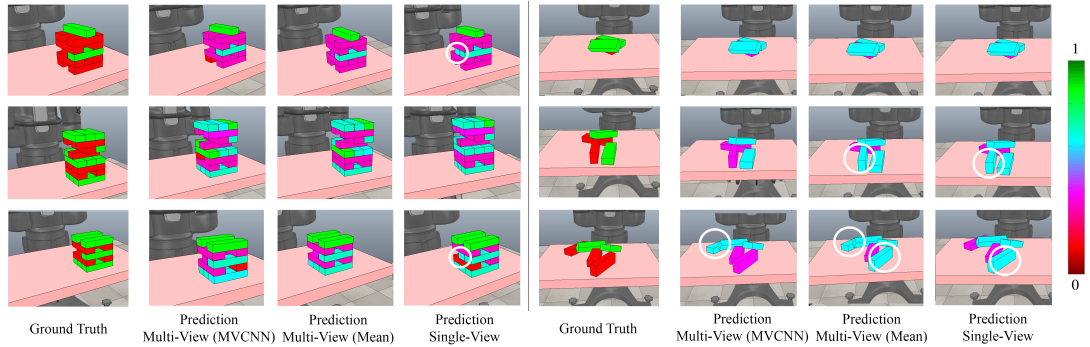 1
0
Ground Truth
Prediction
Multi-View (MVCNN)
Prediction
Multi-View (Mean)
Prediction
Single-View
Ground Truth
Prediction
Multi-View (MVCNN)
Prediction
Multi-View (Mean)
Prediction
Single-View